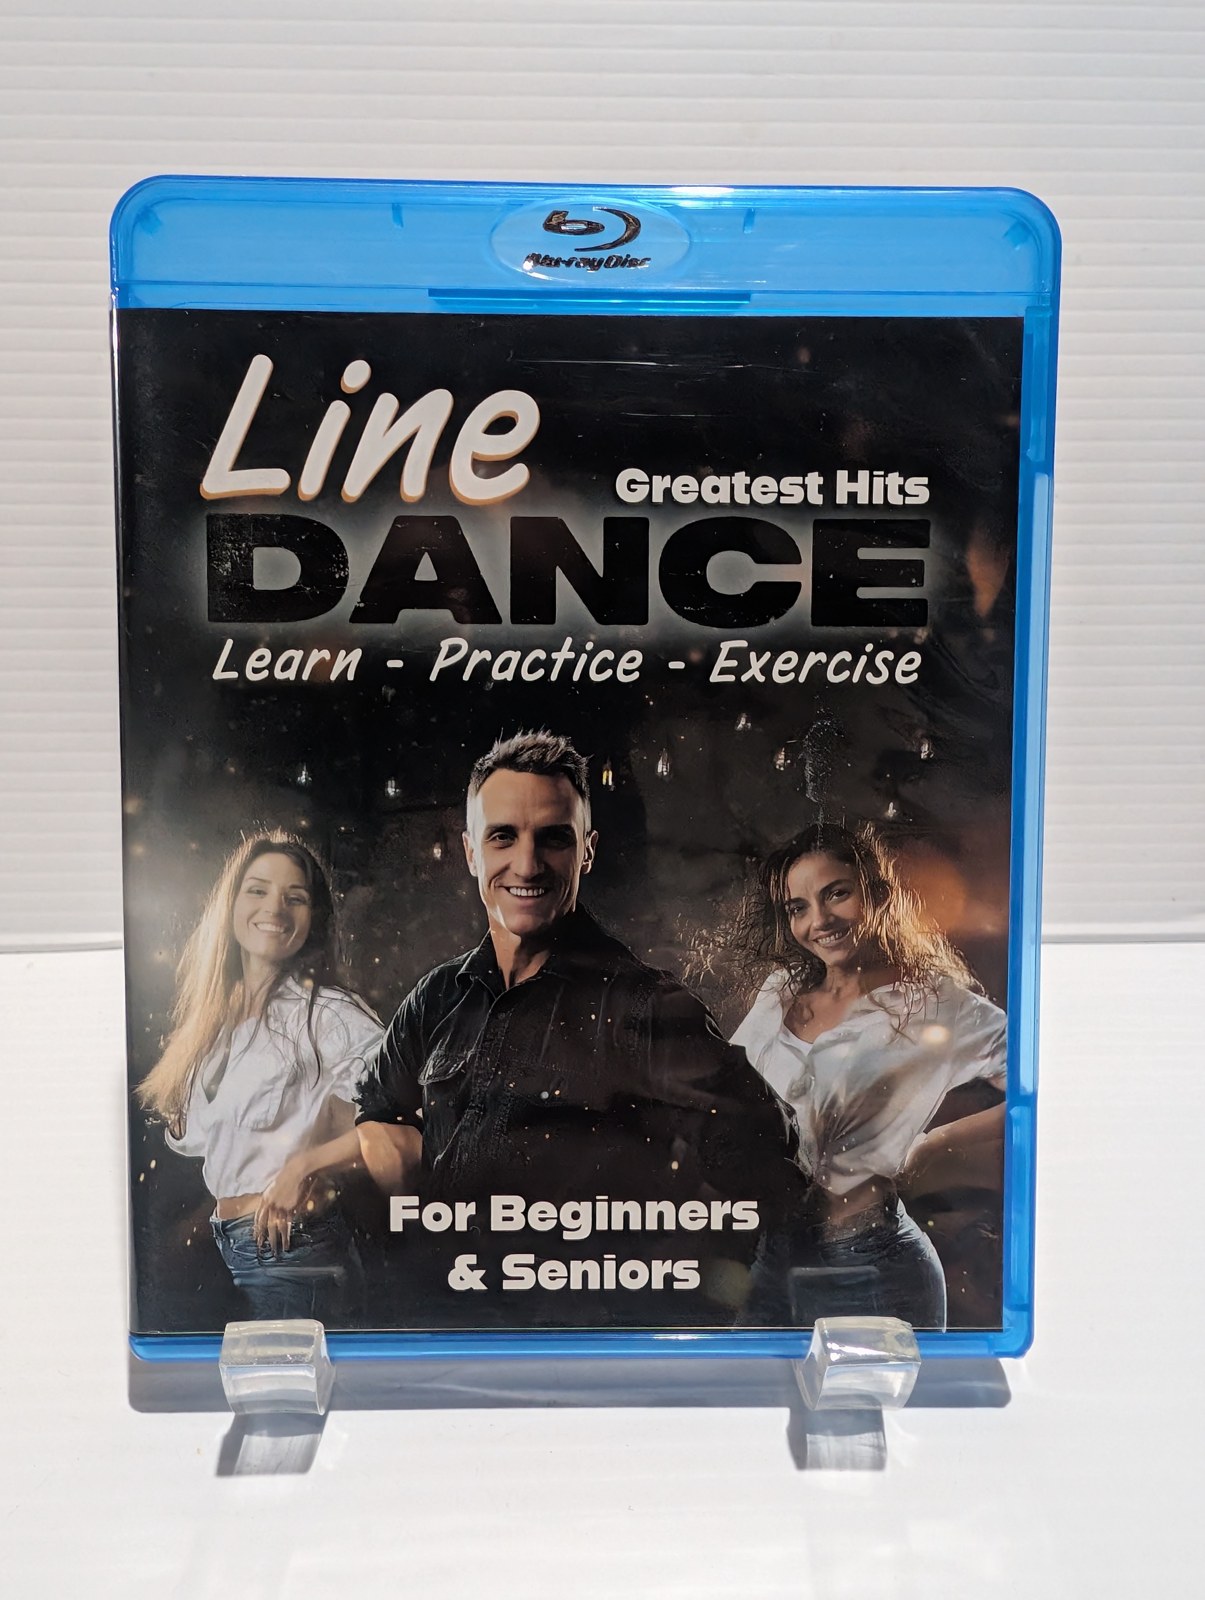 Blu-ray Disc
Line
Greatest Hits
DANCE
Learn - Practice - Exercise
For Beginners
& Seniors